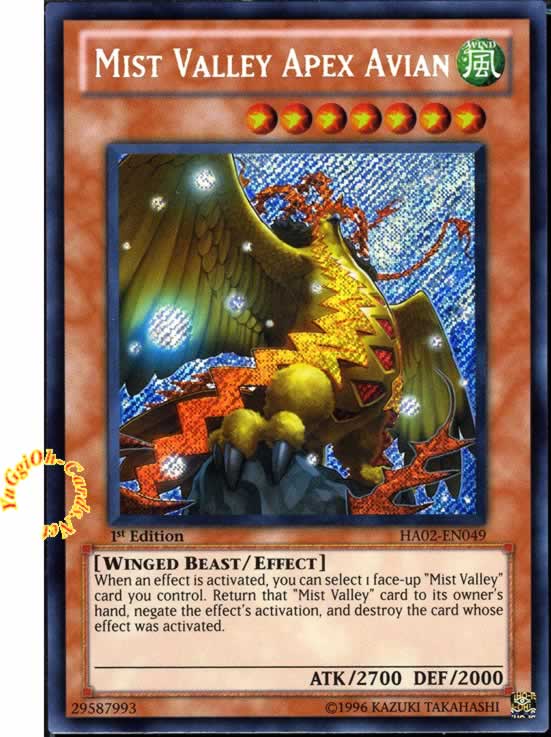 MIST VALLEY APEX AVIAN
WIND
風
1st Edition
HA02-EN049
[WINGED BEAST/EFFECT]
When an effect is activated, you can select 1 face-up "Mist Valley"
card you control. Return that "Mist Valley" card to its owner's
hand, negate the effect's activation, and destroy the card whose
effect was activated.
ATK/2700 DEF/2000
29587993
©1996 KAZUKI TAKAHASHI
YuGgiOh-Cards.Net